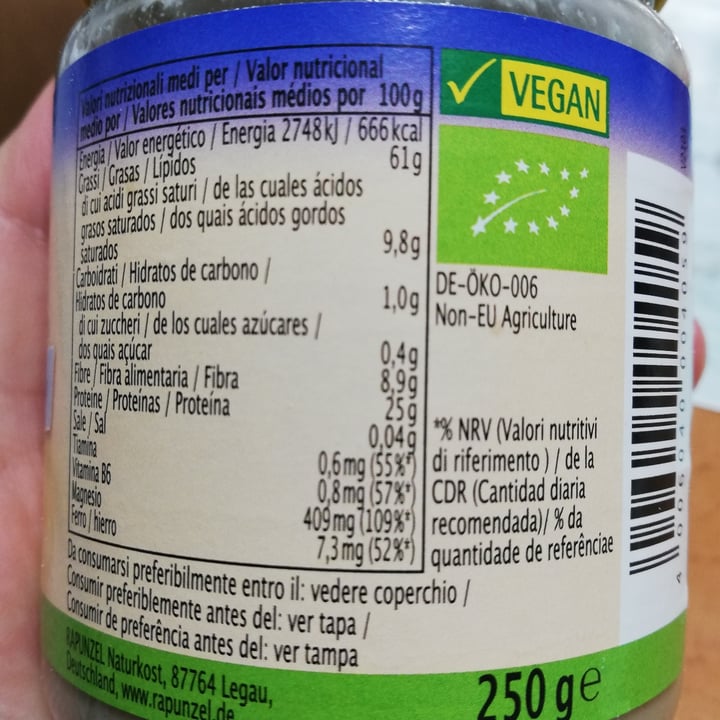 Valori nutrizionali medi per / Valor nutricional
medio por / Valores nutricionais médios por 100g
Energia / Valor energético / Energia 2748kJ / 666kcal
Grassi / Grasas / Lípidos 61g
di cui acidi grassi saturi / de las cuales ácidos
grasos saturados / dos quais ácidos gordos
saturados 9,8g
Carboidrati / Hidratos de carbono /
Hidratos de carbono 1,0g
di cui zuccheri / de los cuales azúcares /
dos quais açúcar 0,4g
Fibre / Fibra alimentaria / Fibra 8,9g
Proteine / Proteínas / Proteína 25g
Sale / Sal 0,04g
Tiamina 0,6mg (55%*)
Vitamina B6 0,8mg (57%*)
Magnesio 409mg (109%*)
Ferro / hierro 7,3mg (52%*)
Da consumarsi preferibilmente entro il: vedere coperchio /
Consumir preferiblemente antes del: ver tapa /
Consumir de preferência antes del: ver tampa
RAPUNZEL Naturkost, 87764 Legau,
Deutschland, www.rapunzel.de
VEGAN
DE-ÖKO-006
Non-EU Agriculture
*% NRV (Valori nutritivi
di riferimento ) / de la
CDR (Cantidad diaria
recomendada)/ % da
quantidade de referênciae
250 g e